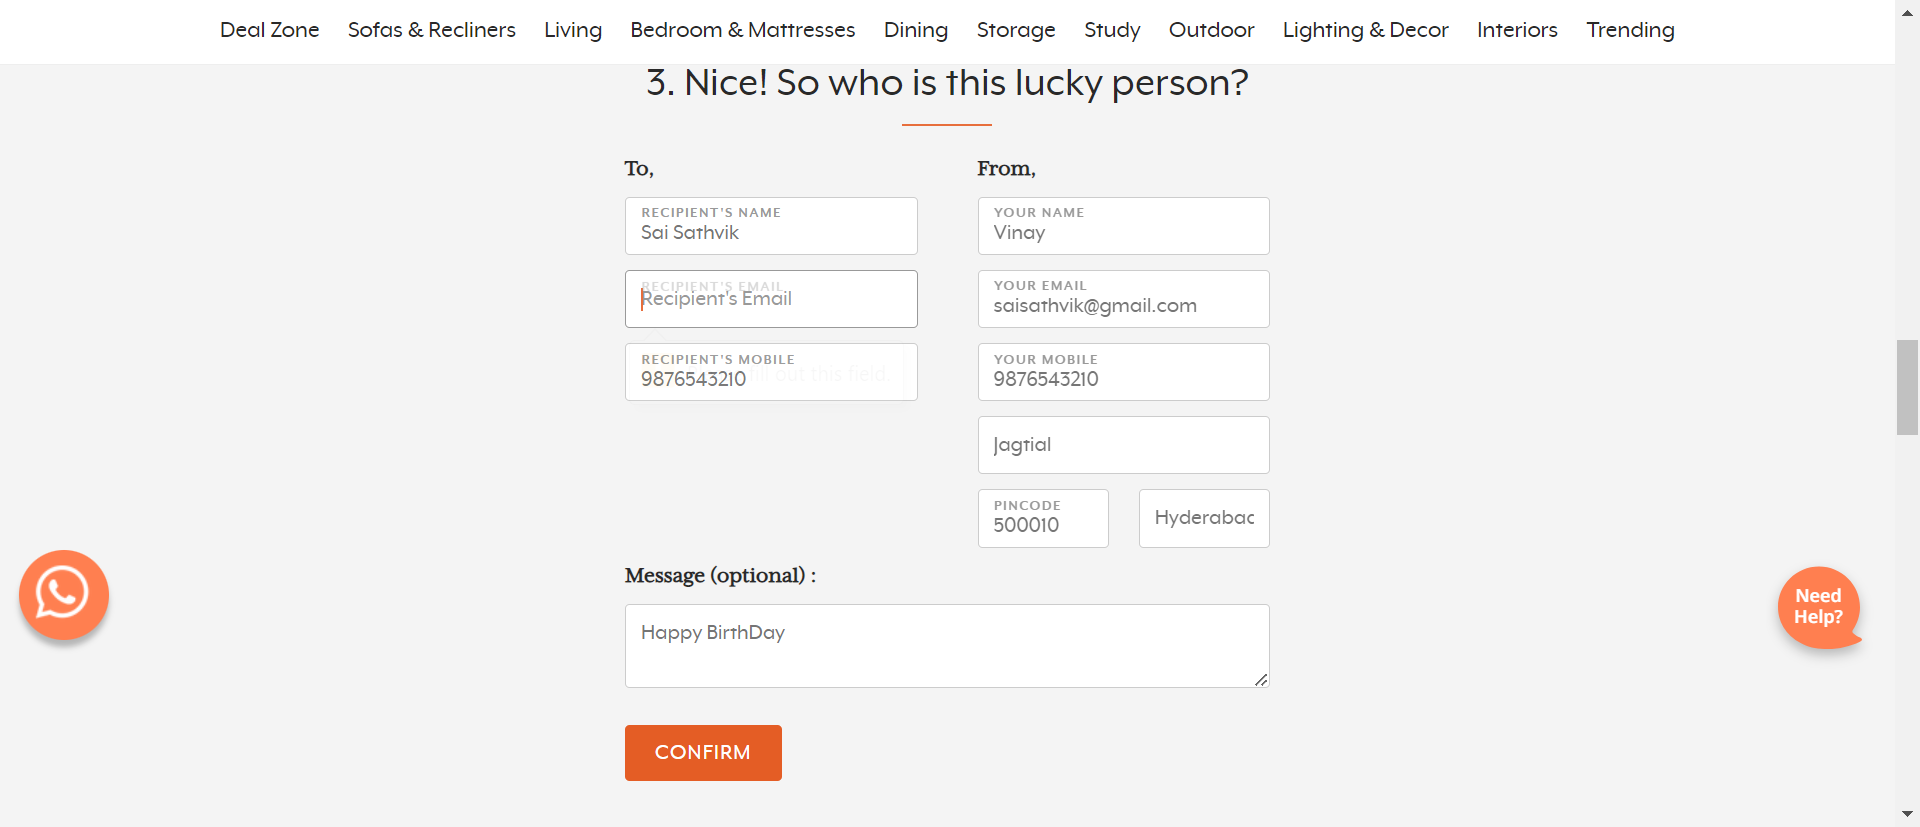 Deal Zone Sofas & Recliners Living Bedroom & Mattresses Dining Storage Study Outdoor Lighting & Decor Interiors Trending
3. Nice! So who is this lucky person?
To,
RECIPIENT'S NAME
Sai Sathvik
RECIPIENT'S EMAIL
Recipient's Email
RECIPIENT'S MOBILE
9876543210
fill out this field.
From,
YOUR NAME
Vinay
YOUR EMAIL
saisathvik@gmail.com
YOUR MOBILE
9876543210
Jagtial
PINCODE
500010
Hyderabad
Message (optional) :
Happy BirthDay
CONFIRM
Need
Help?